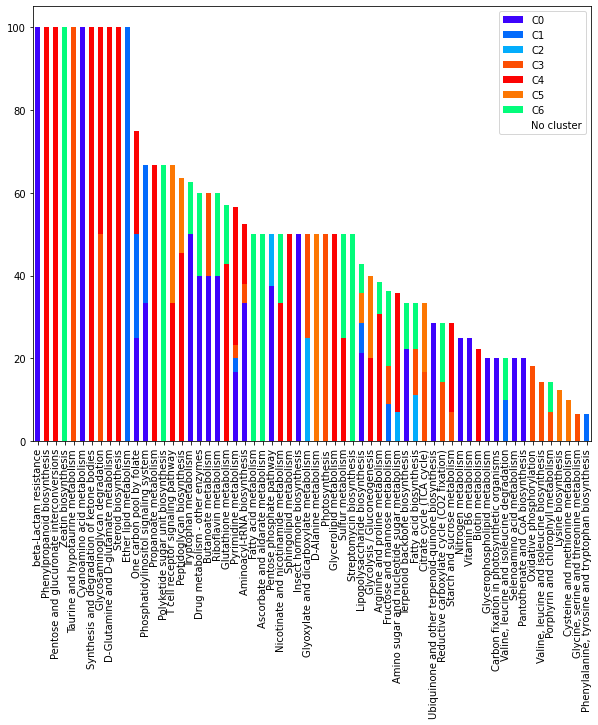 100
80
60
40
20
0
C0
C1
C2
C3
C4
C5
C6
No cluster
beta-Lactam resistance
Phenylpropanoid biosynthesis
Pentose and glucuronate interconversions
Zeatin biosynthesis
Taurine and hypotaurine metabolism
Cyanoamino acid metabolism
Synthesis and degradation of ketone bodies
Glycosaminoglycan degradation
D-Glutamine and D-glutamate metabolism
Steroid biosynthesis
Ether lipid metabolism
One carbon pool by folate
Phosphatidylinositol signaling system
Propanoate metabolism
Polyketide sugar unit biosynthesis
T cell receptor signaling pathway
Peptidoglycan biosynthesis
Tryptophan metabolism
Drug metabolism - other enzymes
Butanoate metabolism
Riboflavin metabolism
Glutathione metabolism
Pyrimidine metabolism
Aminoacyl-tRNA biosynthesis
Fatty acid metabolism
Ascorbate and aldarate metabolism
Pentose phosphate pathway
Nicotinate and nicotinamide metabolism
Sphingolipid metabolism
Insect hormone biosynthesis
Glyoxylate and dicarboxylate metabolism
D-Alanine metabolism
Photosynthesis
Glycerolipid metabolism
Sulfur metabolism
Streptomycin biosynthesis
Lipopolysaccharide biosynthesis
Glycolysis / Gluconeogenesis
Arginine and proline metabolism
Fructose and mannose metabolism
Amino sugar and nucleotide sugar metabolism
Terpenoid backbone biosynthesis
Fatty acid biosynthesis
Citrate cycle (TCA cycle)
Ubiquinone and other terpenoid-quinone biosynthesis
Reductive carboxylate cycle (CO2 fixation)
Starch and sucrose metabolism
Nitrogen metabolism
Vitamin B6 metabolism
Biotin metabolism
Glycerophospholipid metabolism
Carbon fixation in photosynthetic organisms
Valine, leucine and isoleucine degradation
Selenoamino acid metabolism
Pantothenate and CoA biosynthesis
Oxidative phosphorylation
Valine, leucine and isoleucine biosynthesis
Porphyrin and chlorophyll metabolism
Lysine biosynthesis
Cysteine and methionine metabolism
Glycine, serine and threonine metabolism
Phenylalanine, tyrosine and tryptophan biosynthesis